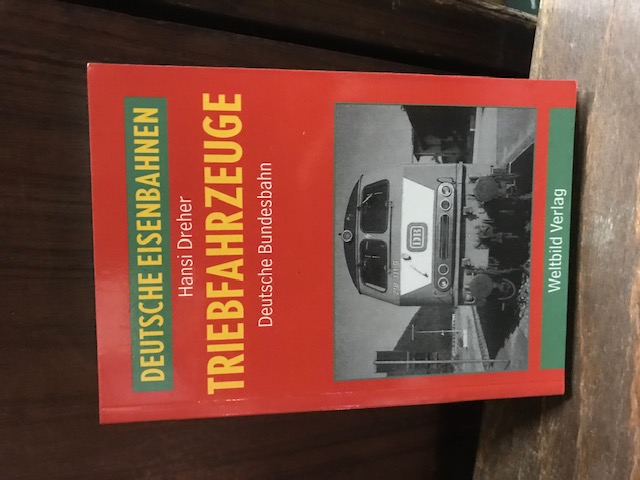 DEUTSCHE EISENBAHNEN
Hansi Dreher
TRIEBFAHRZEUGE
Deutsche Bundesbahn
DB
Weltbild Verlag